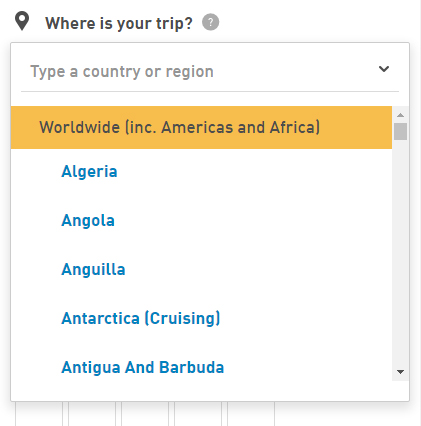 Where is your trip? ?
Type a country or region
Worldwide (inc. Americas and Africa)
Algeria
Angola
Anguilla
Antarctica (Cruising)
Antigua And Barbuda